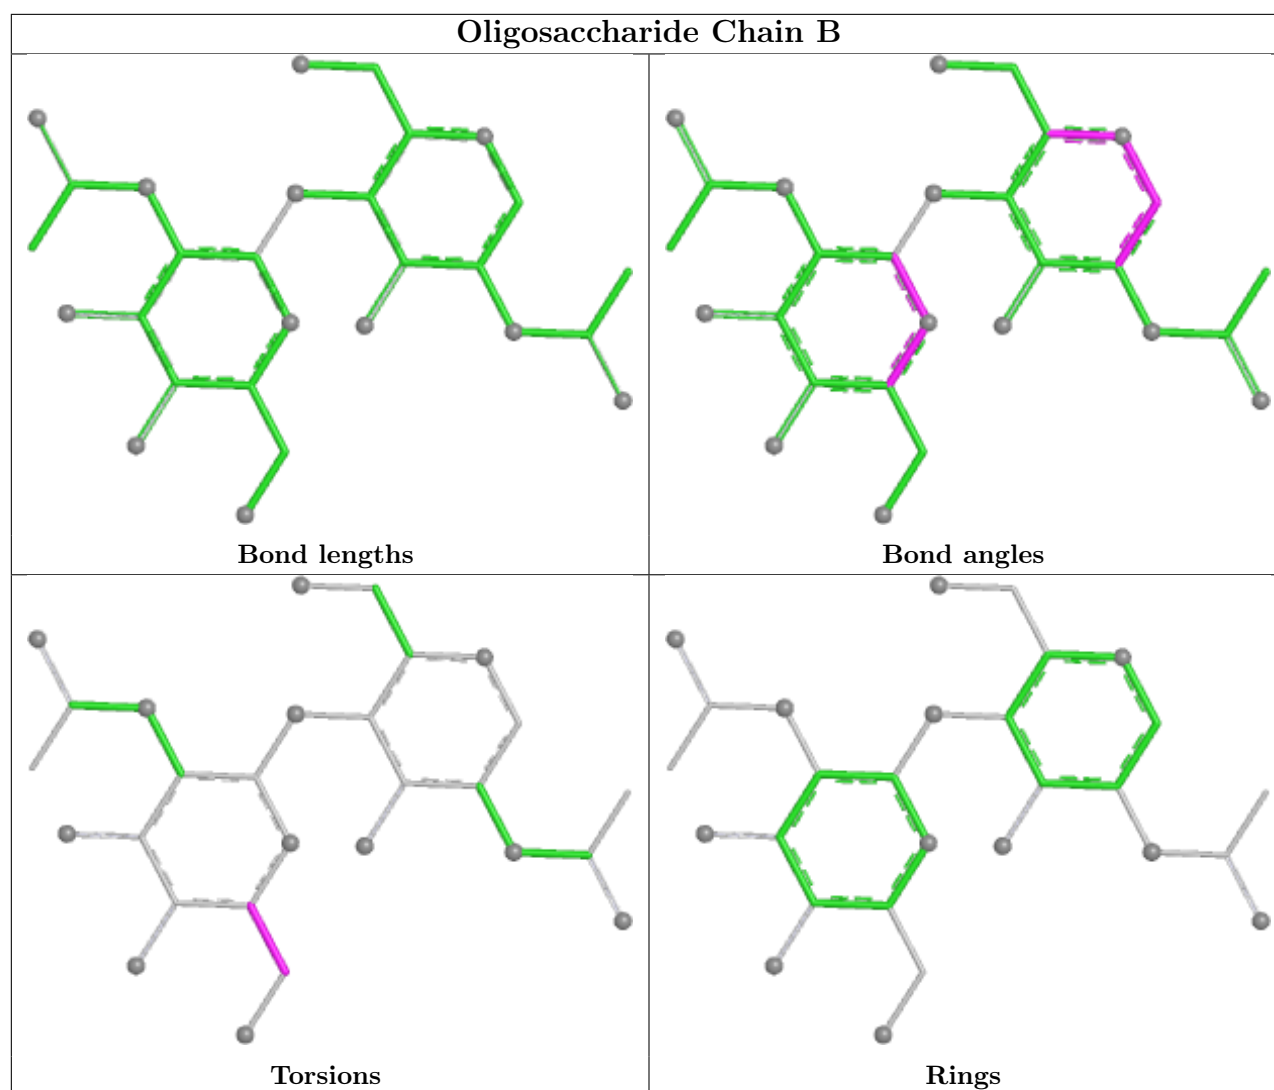 Oligosaccharide Chain B
Bond lengths
Bond angles
Torsions
Rings